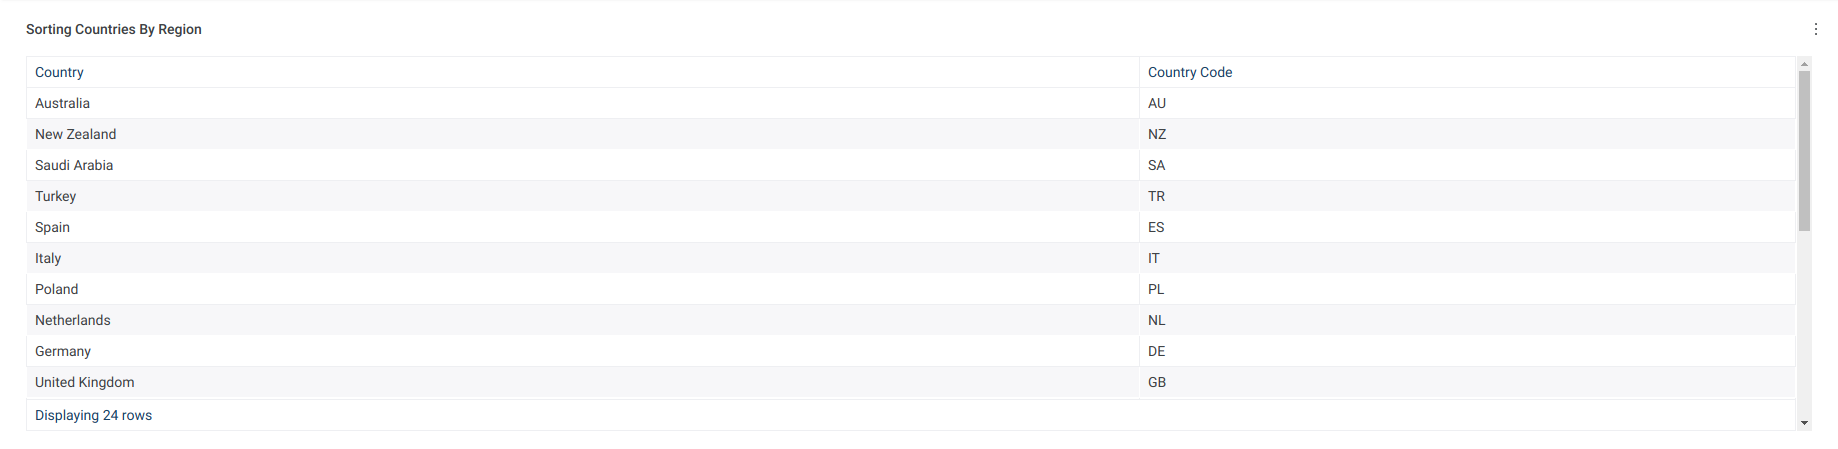 Sorting Countries By Region
Country Country Code
Australia AU
New Zealand NZ
Saudi Arabia SA
Turkey TR
Spain ES
Italy IT
Poland PL
Netherlands NL
Germany DE
United Kingdom GB
Displaying 24 rows